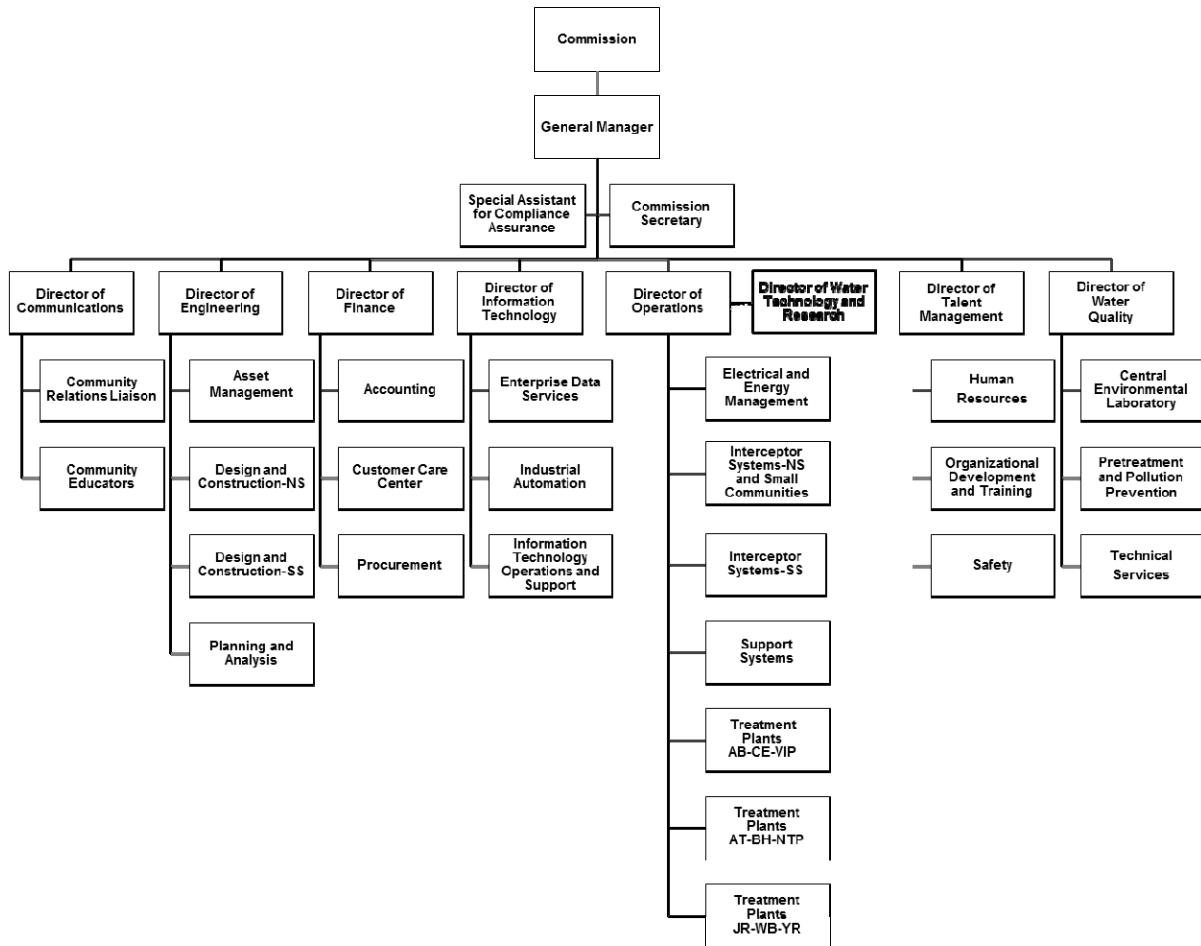 Commission
General Manager
Special Assistant
for Compliance
Assurance
Commission
Secretary
Director of
Communications
Director of
Engineering
Director of
Finance
Director of
Information
Technology
Director of
Operations
Director of Water
Technology and
Research
Director of
Talent
Management
Director of
Water
Quality
Community
Relations Liaison
Community
Educators
Asset
Management
Design and
Construction-NS
Design and
Construction-SS
Planning and
Analysis
Accounting
Customer Care
Center
Procurement
Enterprise Data
Services
Industrial
Automation
Information
Technology
Operations and
Support
Electrical and
Energy
Management
Interceptor
Systems-NS
and Small
Communities
Interceptor
Systems-SS
Support
Systems
Treatment
Plants
AB-CE-VIP
Treatment
Plants
AT-BH-NTP
Treatment
Plants
JR-WB-YR
Human
Resources
Organizational
Development
and Training
Safety
Central
Environmental
Laboratory
Pretreatment
and Pollution
Prevention
Technical
Services